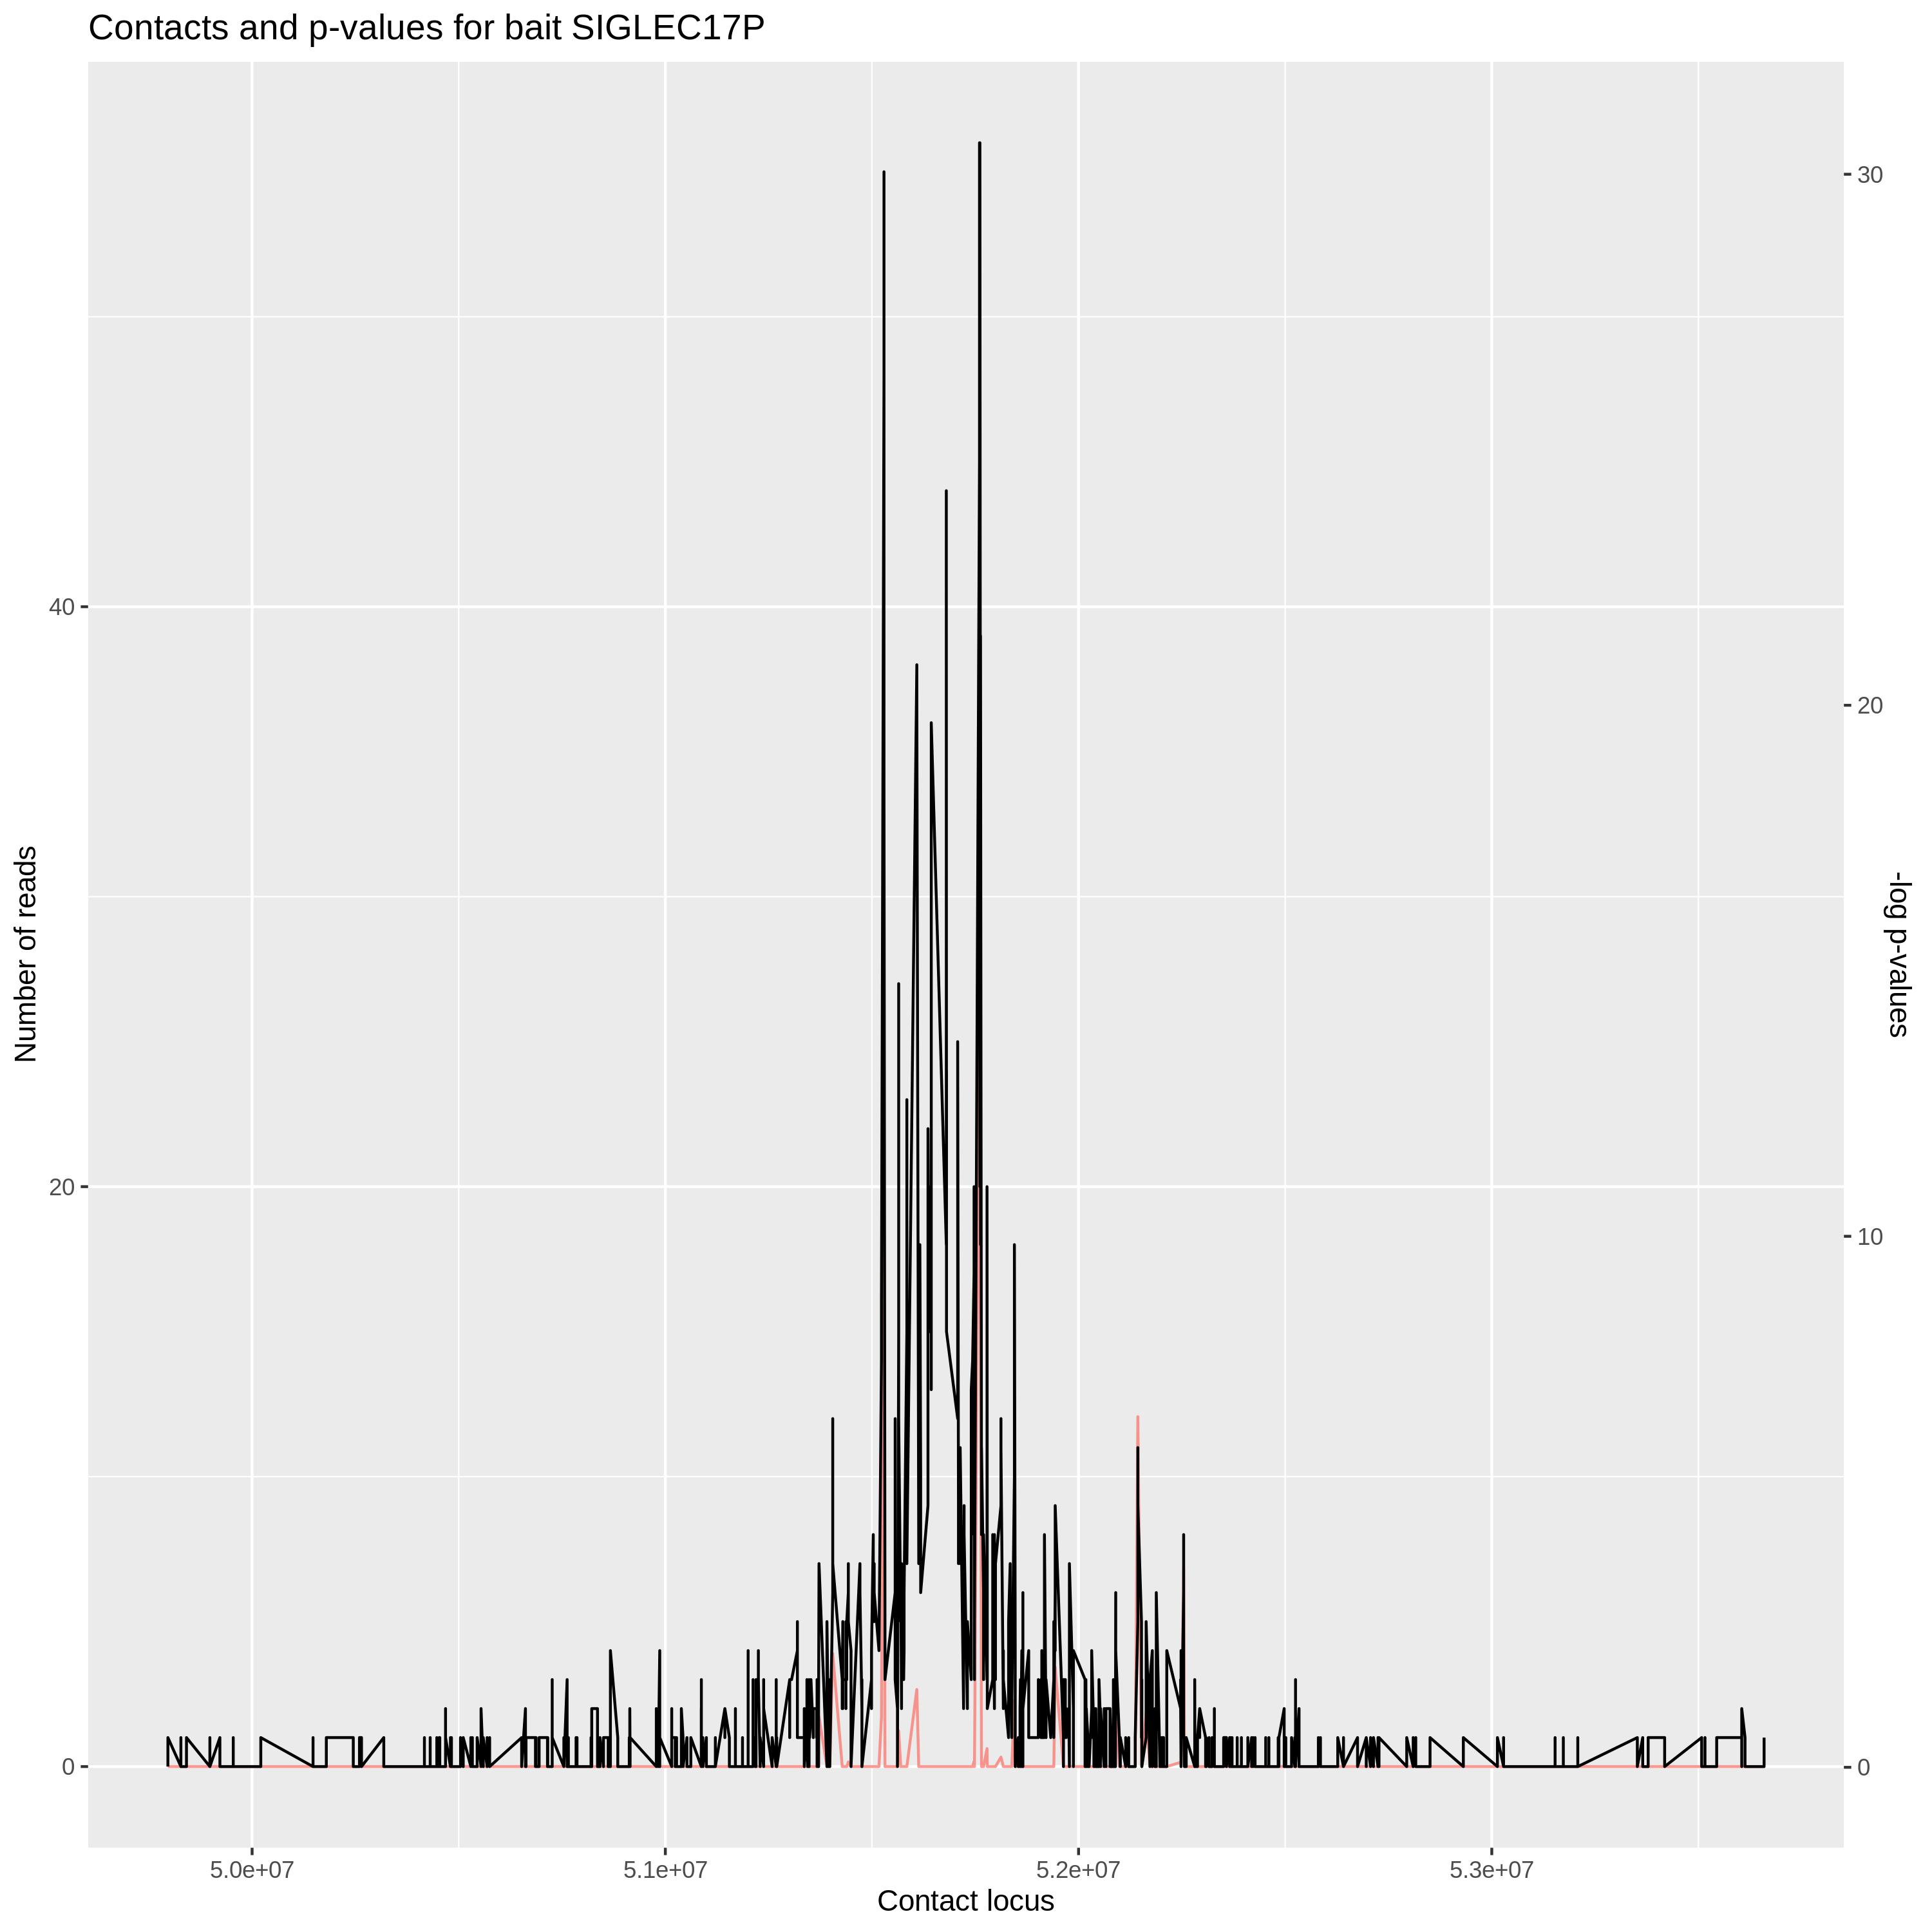 Contacts and p-values for bait SIGLEC17P
30
40
20
Number of reads
-log p-values
20
10
0
0
5.0e+07 5.1e+07 5.2e+07 5.3e+07
Contact locus